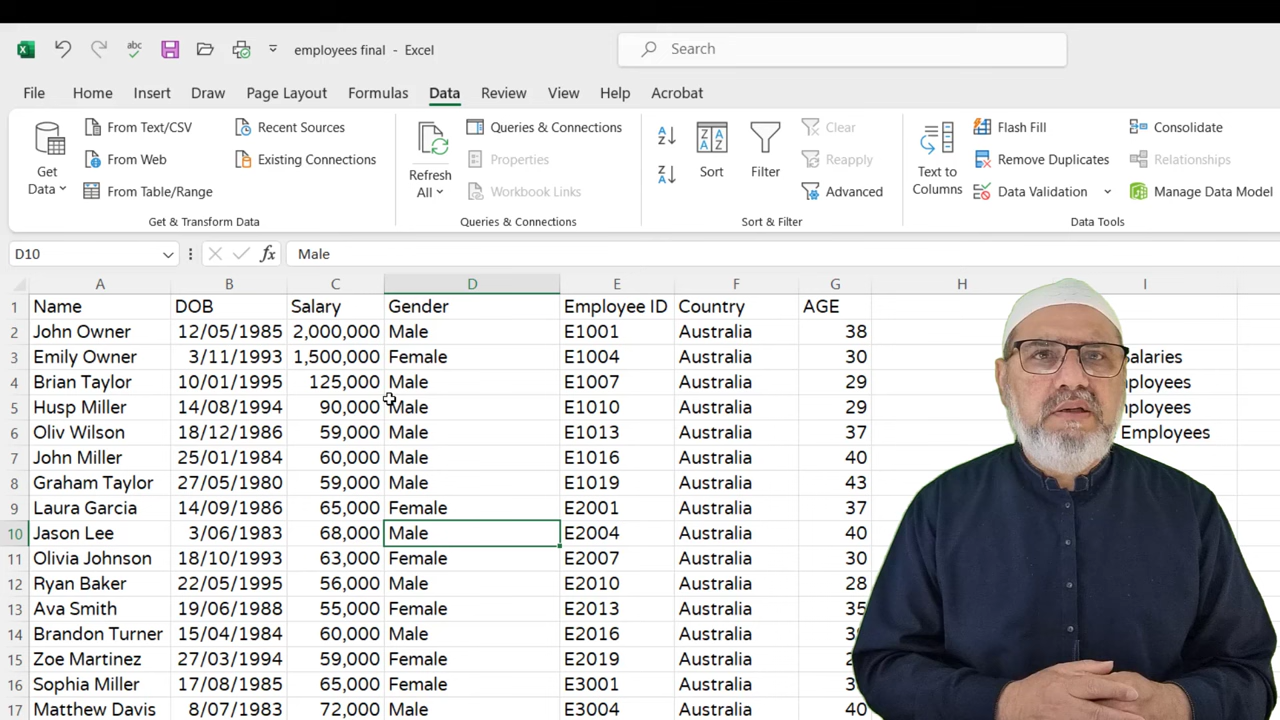 employees final - Excel
Search
File Home Insert Draw Page Layout Formulas Data Review View Help Acrobat
Get Data
From Text/CSV
From Web
From Table/Range
Recent Sources
Existing Connections
Get & Transform Data
Refresh All
Queries & Connections
Properties
Workbook Links
Queries & Connections
Sort
Filter
Clear
Reapply
Advanced
Sort & Filter
Text to Columns
Flash Fill
Remove Duplicates
Data Validation
Consolidate
Relationships
Manage Data Model
Data Tools
D10 fx Male
A B C D E F G H I
1 Name DOB Salary Gender Employee ID Country AGE
2 John Owner 12/05/1985 2,000,000 Male E1001 Australia 38
3 Emily Owner 3/11/1993 1,500,000 Female E1004 Australia 30
4 Brian Taylor 10/01/1995 125,000 Male E1007 Australia 29
5 Husp Miller 14/08/1994 90,000 Male E1010 Australia 29
6 Oliv Wilson 18/12/1986 59,000 Male E1013 Australia 37 Employees
7 John Miller 25/01/1984 60,000 Male E1016 Australia 40
8 Graham Taylor 27/05/1980 59,000 Male E1019 Australia 43
9 Laura Garcia 14/09/1986 65,000 Female E2001 Australia 37
10 Jason Lee 3/06/1983 68,000 Male E2004 Australia 40
11 Olivia Johnson 18/10/1993 63,000 Female E2007 Australia 30
12 Ryan Baker 22/05/1995 56,000 Male E2010 Australia 28
13 Ava Smith 19/06/1988 55,000 Female E2013 Australia 35
14 Brandon Turner 15/04/1984 60,000 Male E2016 Australia
15 Zoe Martinez 27/03/1994 59,000 Female E2019 Australia
16 Sophia Miller 17/08/1985 65,000 Female E3001 Australia
17 Matthew Davis 8/07/1983 72,000 Male E3004 Australia 40